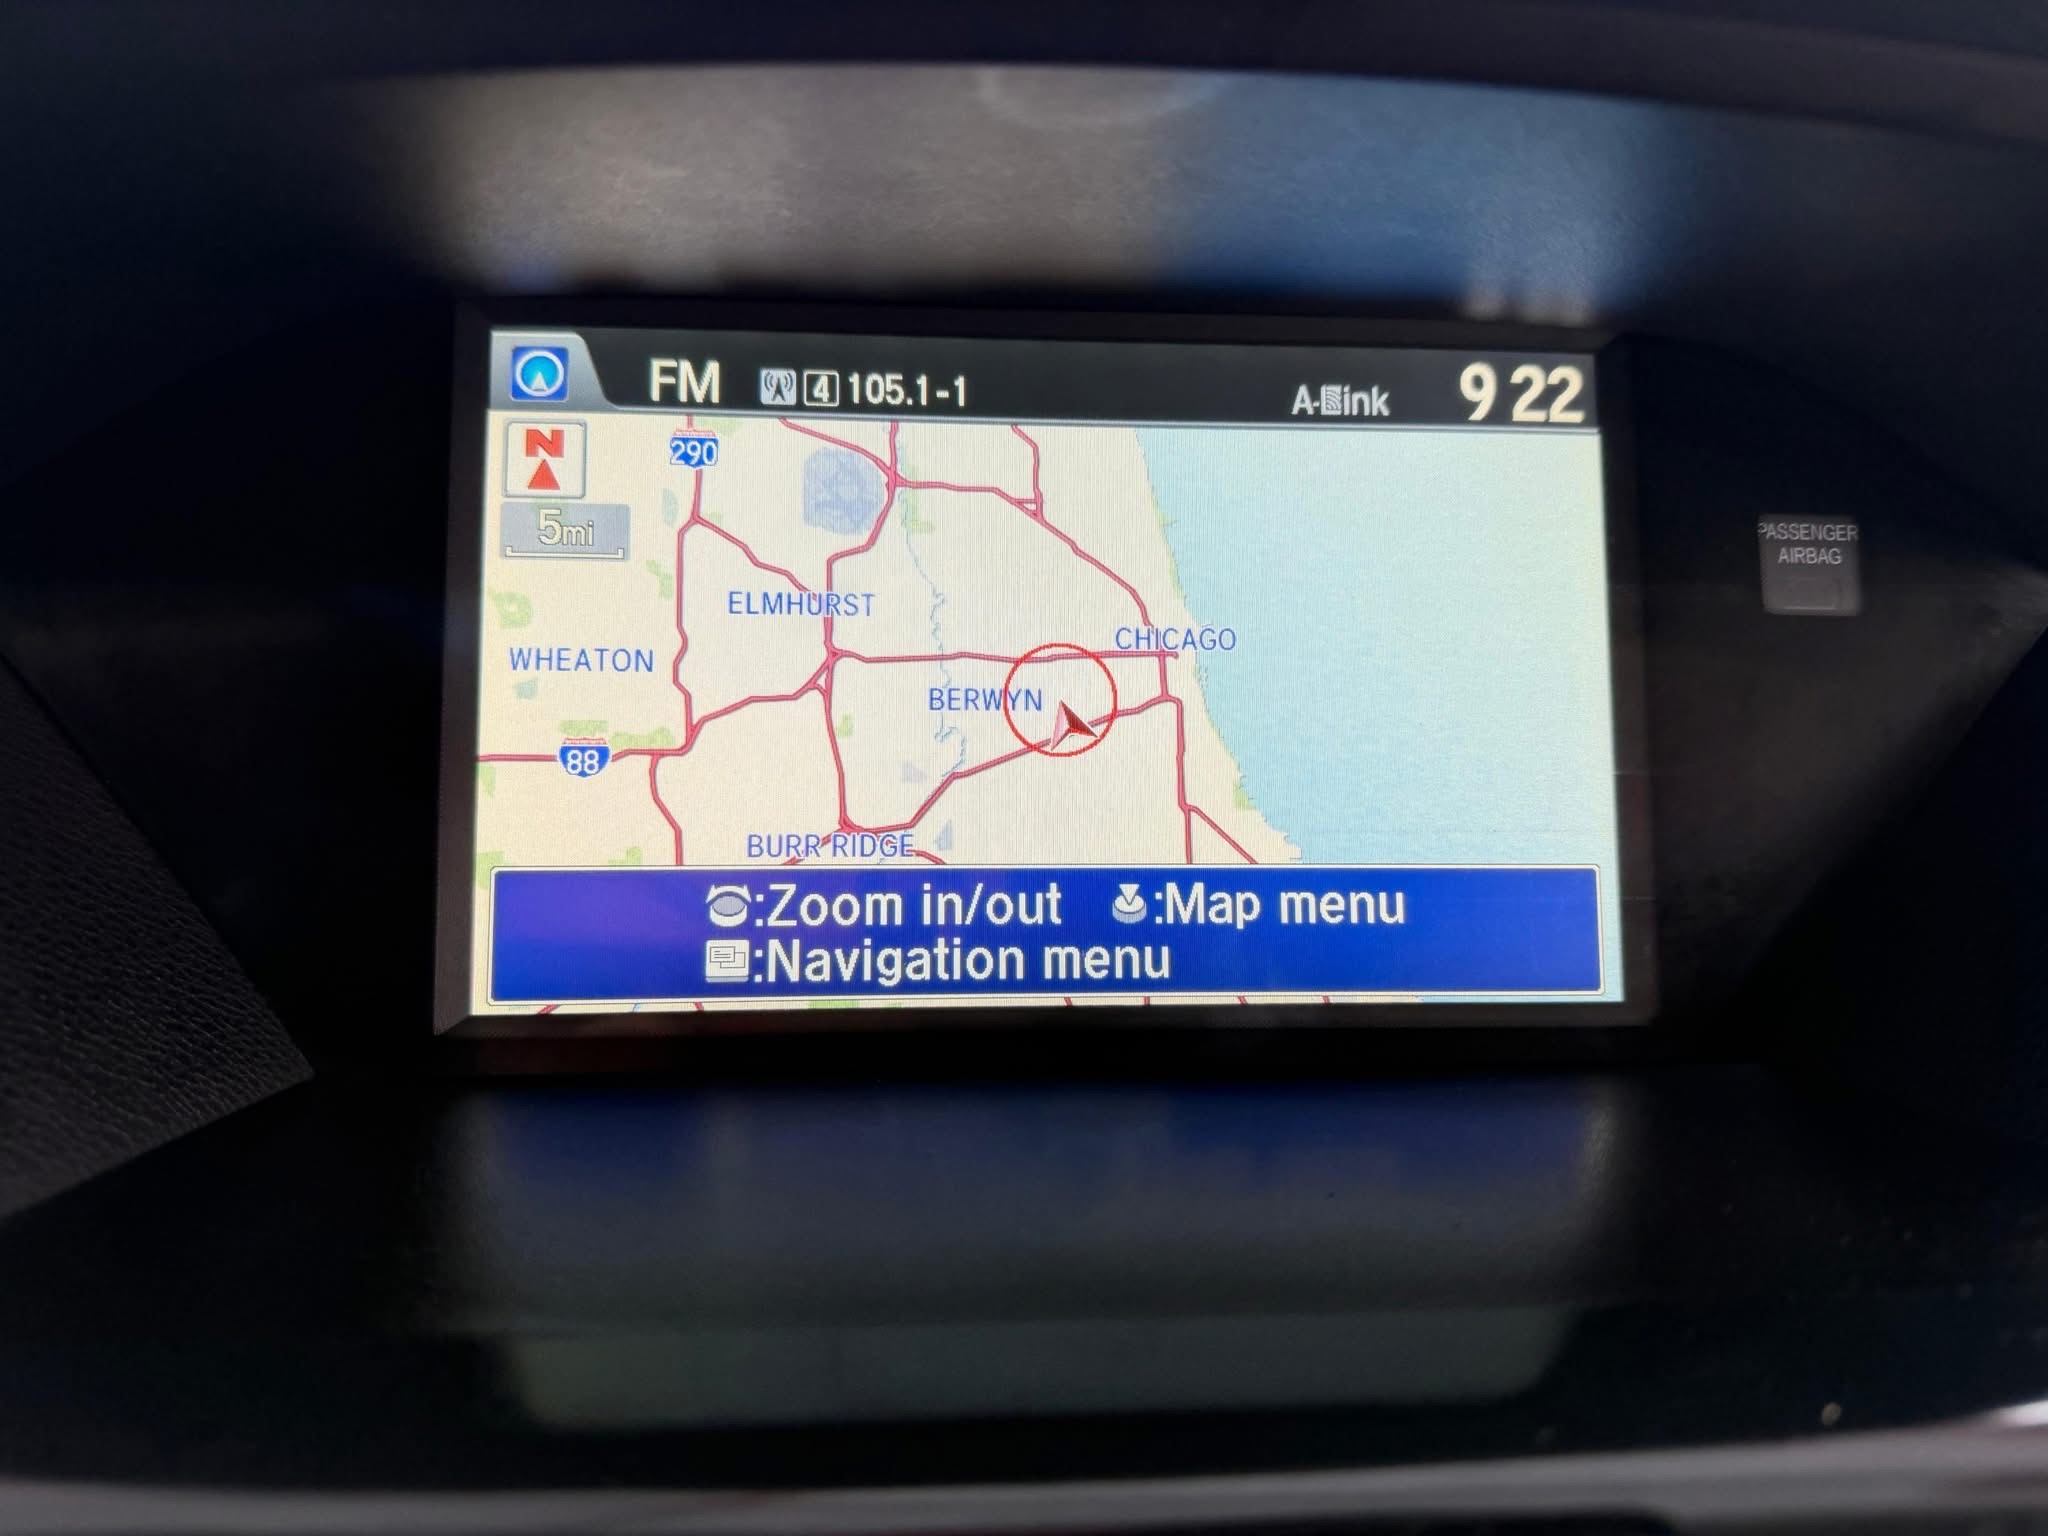 FM 4 105.1-1 A-Link 9 22
N
290
5mi
ELMHURST
CHICAGO
WHEATON
BERWYN
88
BURR RIDGE
:Zoom in/out :Map menu
:Navigation menu
PASSENGER
AIRBAG